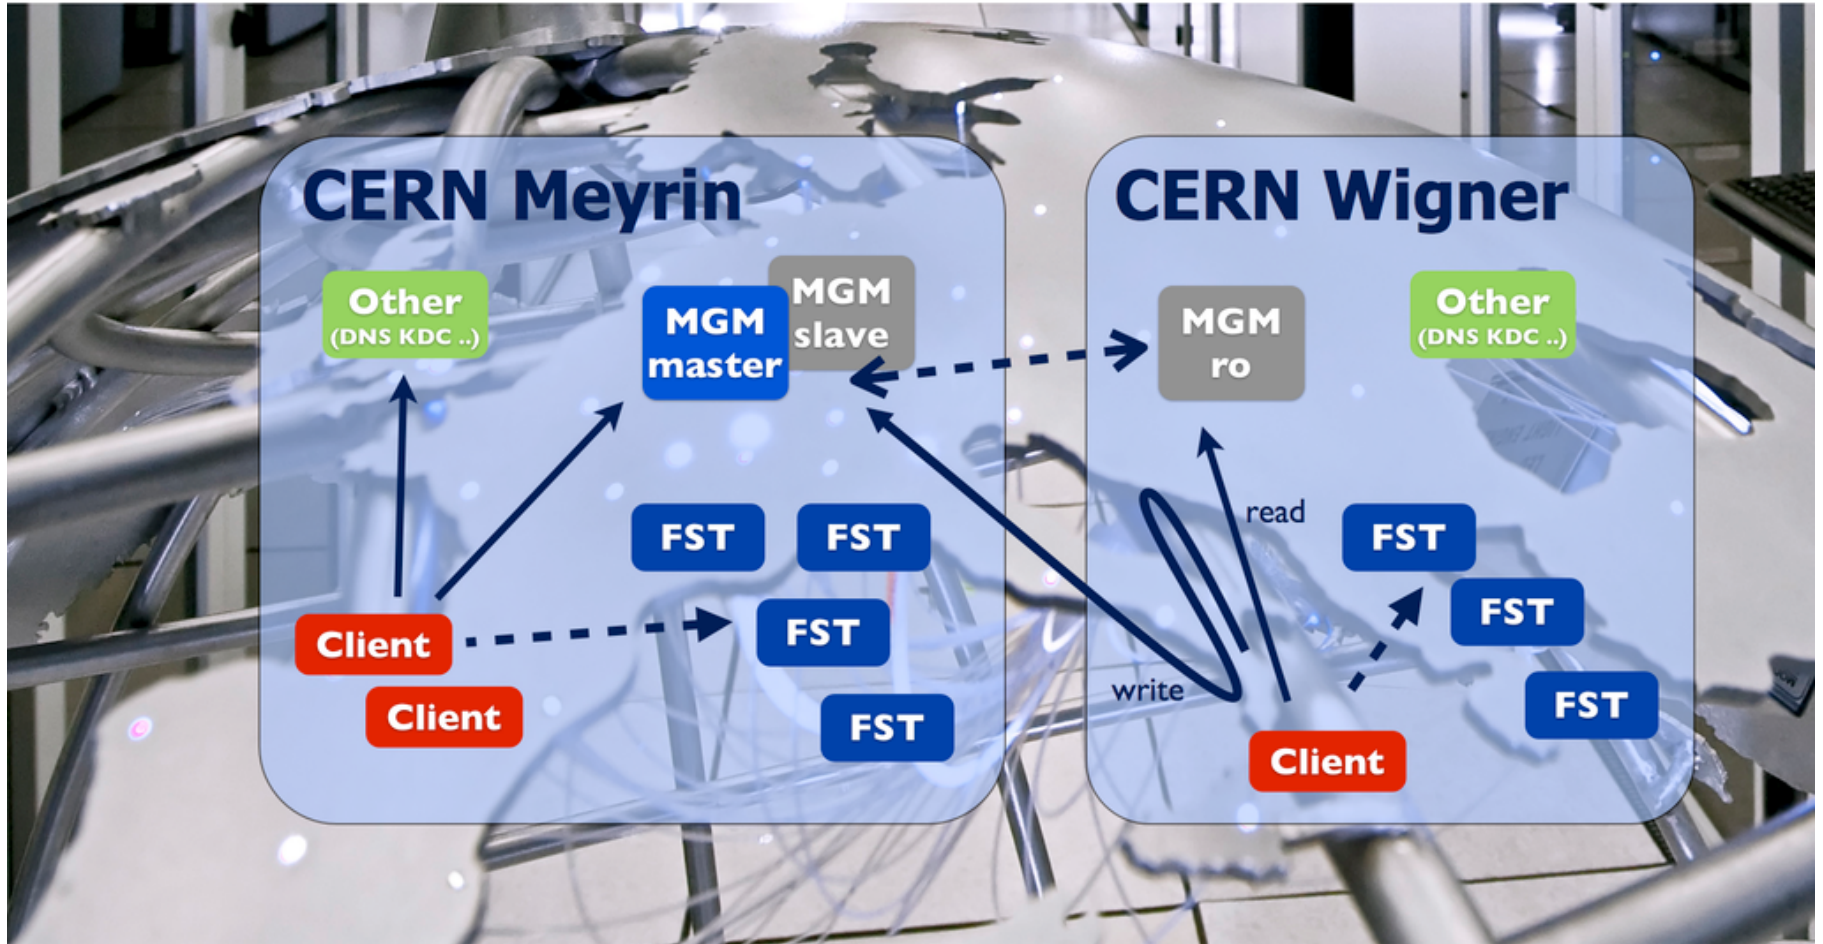 CERN Meyrin
Other
(DNS KDC ..)
MGM
master
MGM
slave
FST
FST
FST
FST
Client
Client
CERN Wigner
MGM
ro
Other
(DNS KDC ..)
read
write
FST
FST
FST
Client